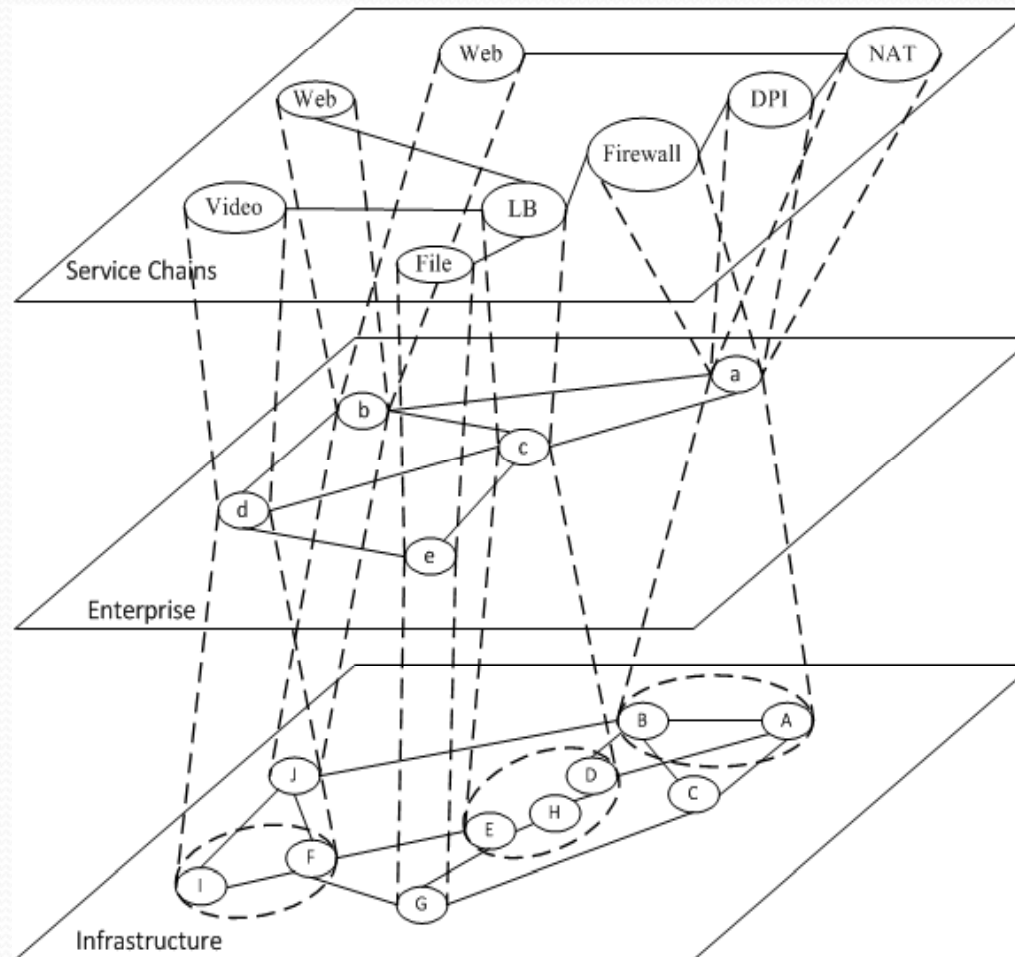 Web
NAT
Web
DPI
Firewall
Video
LB
File
Service Chains
a
b
c
d
e
Enterprise
B
A
J
D
C
H
E
F
I
G
Infrastructure